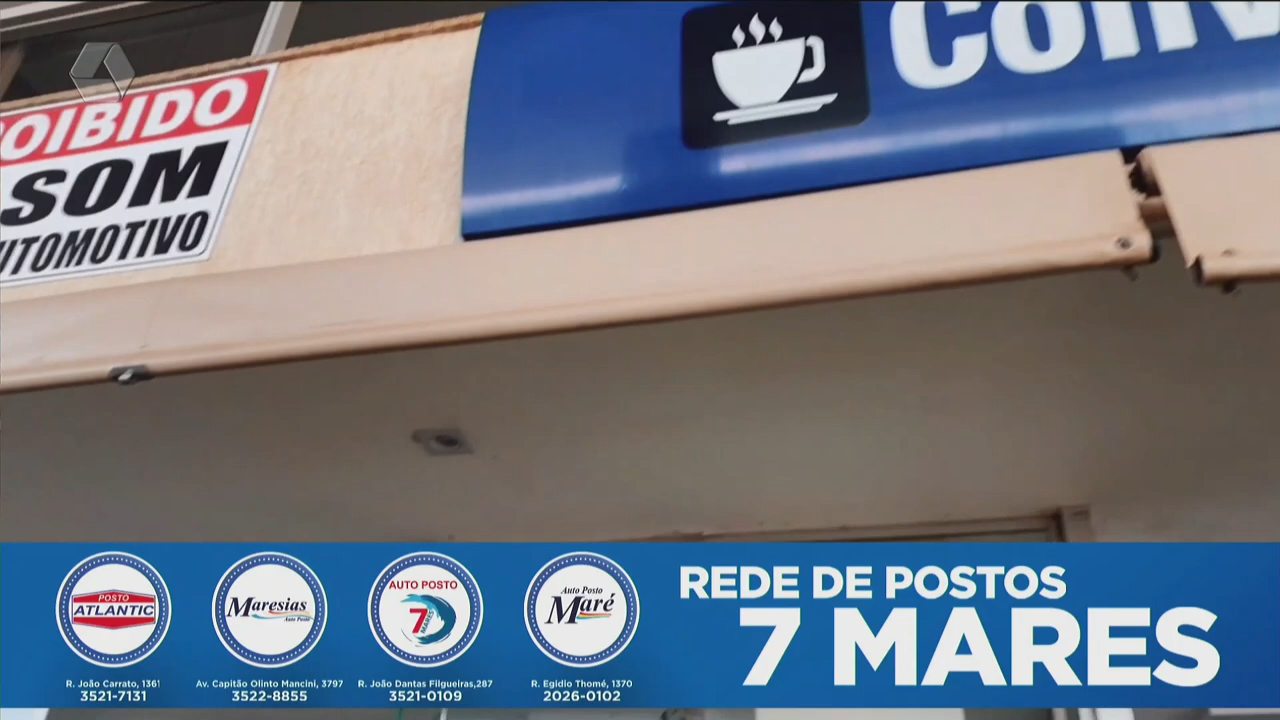 OIBIDO
SOM
UTOMOTIVO
Conv
POSTO
ATLANTIC
R. João Carrato, 1361
3521-7131
Maresias
Auto Posto
Av. Capitão Olinto Mancini, 3797
3522-8855
AUTO POSTO
7
MARES
R. João Dantas Filgueiras,287
3521-0109
Auto Posto
Maré
R. Egidio Thomé, 1370
2026-0102
REDE DE POSTOS
7 MARES